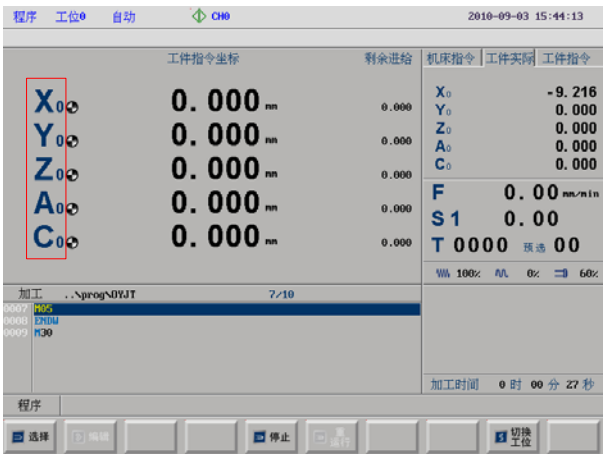 程序 工位0 自动 CH0 2010-09-03 15:44:13
工件指令坐标 剩余进给 机床指令 工件实际 工件指令
X0 0.000 mm 0.000
Y0 0.000 mm 0.000
Z0 0.000 mm 0.000
A0 0.000 mm 0.000
C0 0.000 mm 0.000
X0 -9.216
Y0 0.000
Z0 0.000
A0 0.000
C0 0.000
F 0.00 mm/min
S1 0.00
T 0000 预选 00
100% 0% 60%
加工 ..\prog\DYJT 7/10
0007 M05
0008 ENDW
0009 M30
加工时间 0 时 00 分 27 秒
程序
选择 编辑 停止 重运行 切换工位